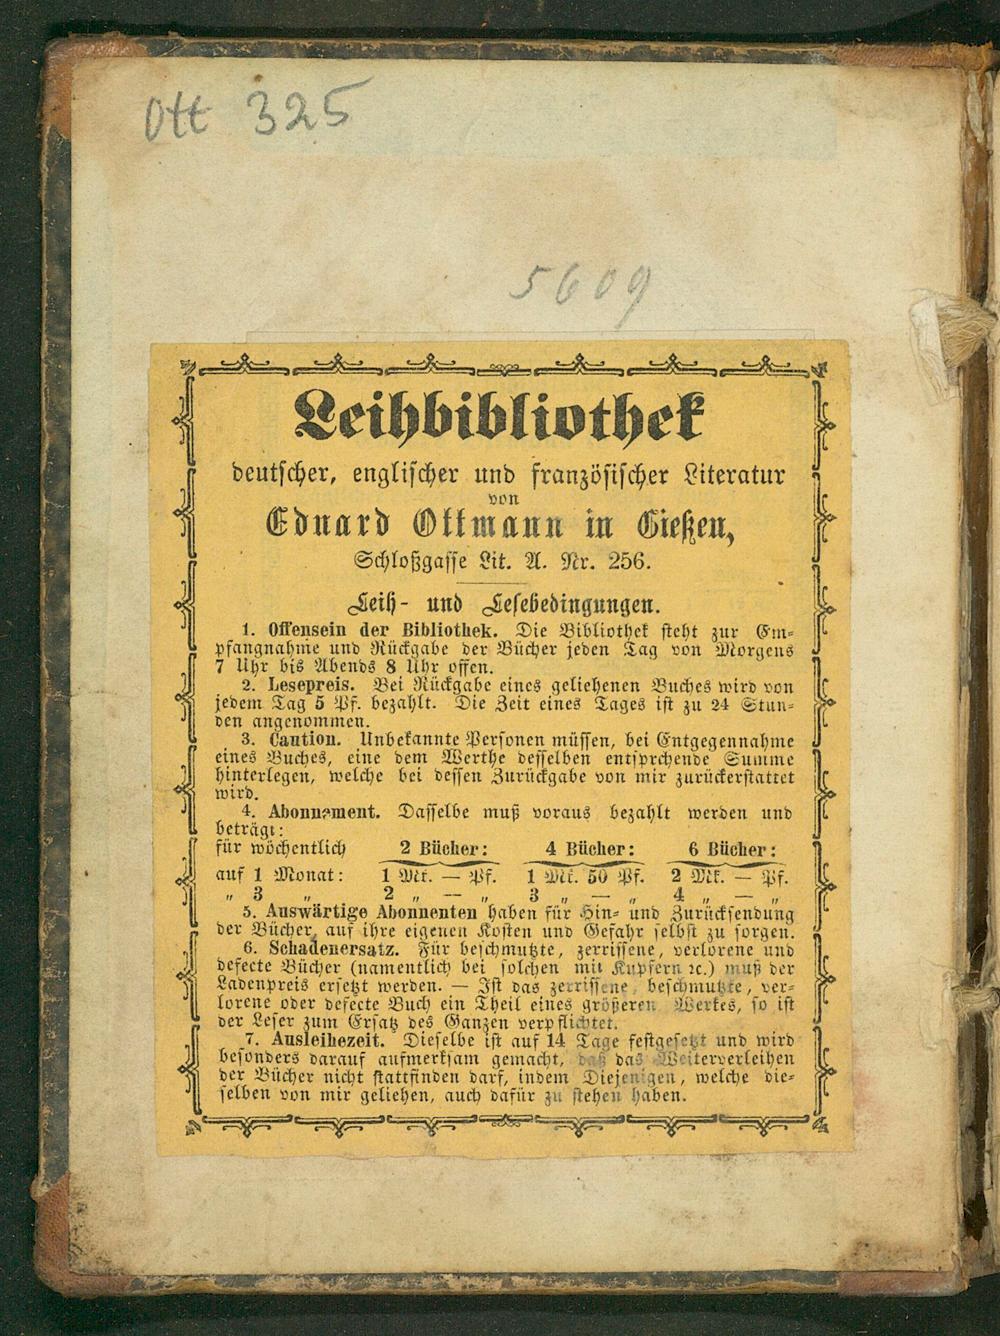 Ott 325
5609
Leihbibliothek
deutscher, englischer und französischer Literatur
von
Eduard Ottmann in Gießen,
Schloßgasse Lit. A. Nr. 256.
Leih- und Lesebedingungen.
1. Offensein der Bibliothek. Die Bibliothek steht zur Em-
pfangnahme und Rückgabe der Bücher jeden Tag von Morgens
7 Uhr bis Abends 8 Uhr offen.
2. Lesepreis. Bei Rückgabe eines geliehenen Buches wird von
jedem Tag 5 Pf. bezahlt. Die Zeit eines Tages ist zu 24 Stun-
den angenommen.
3. Caution. Unbekannte Personen müssen, bei Entgegennahme
eines Buches, eine dem Werthe desselben entsprchende Summe
hinterlegen, welche bei dessen Zurückgabe von mir zurückerstattet
wird.
4. Abonnement. Dasselbe muß voraus bezahlt werden und
beträgt:
für wöchentlich 2 Bücher: 4 Bücher: 6 Bücher:
auf 1 Monat: 1 Mk. — Pf. 1 Mk. 50 Pf. 2 Mk. — Pf.
„ 3 „ 2 „ — „ 3 „ — „ 4 „ — „
5. Auswärtige Abonnenten haben für Hin- und Zurücksendung
der Bücher auf ihre eigenen Kosten und Gefahr selbst zu sorgen.
6. Schadenersatz. Für beschmutzte, zerrissene, verlorene und
defecte Bücher (namentlich bei solchen mit Kupfern ꝛc.) muß der
Ladenpreis ersetzt werden. — Ist das zerrissene, beschmutzte, ver-
lorene oder defecte Buch ein Theil eines größeren Werkes, so ist
der Leser zum Ersatz des Ganzen verpflichtet.
7. Ausleihezeit. Dieselbe ist auf 14 Tage festgesetzt und wird
besonders darauf aufmerksam gemacht, daß das Weiterverleihen
der Bücher nicht stattfinden darf, indem Diejenigen, welche die-
selben von mir geliehen, auch dafür zu stehen haben.